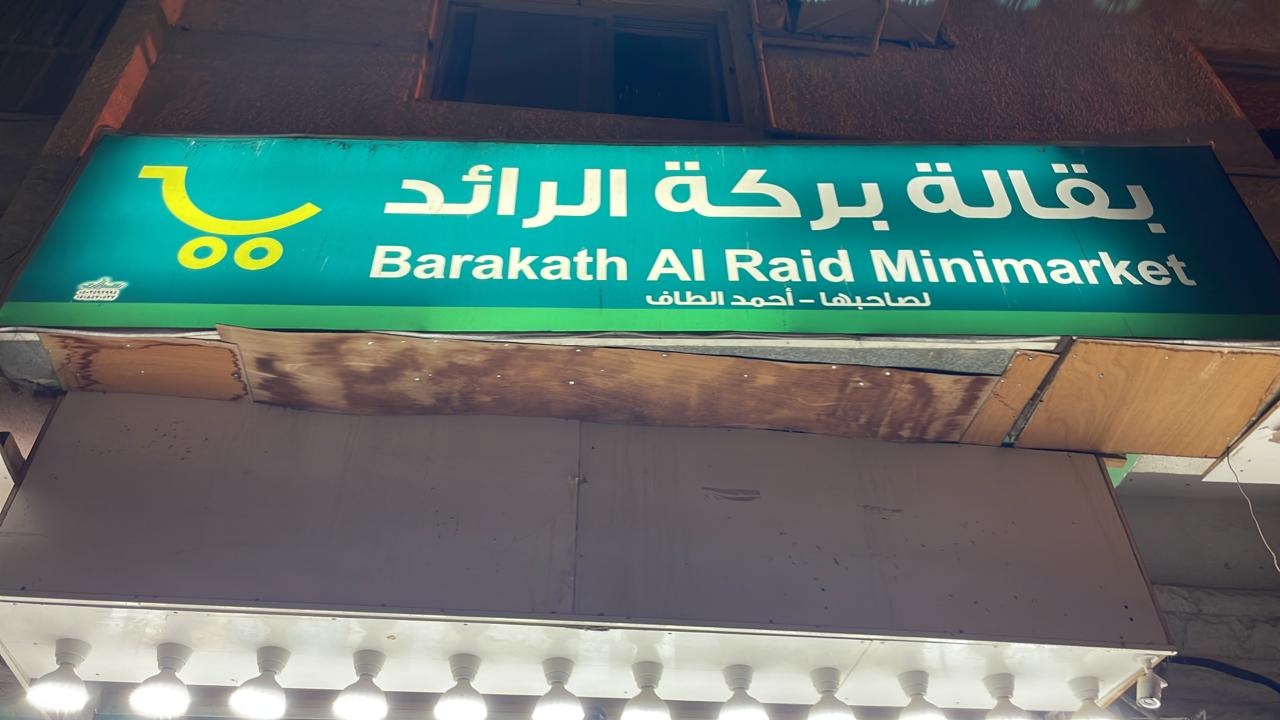 بقالة بركة الرائد
Barakath Al Raid Minimarket
لصاحبها - أحمد الطاف